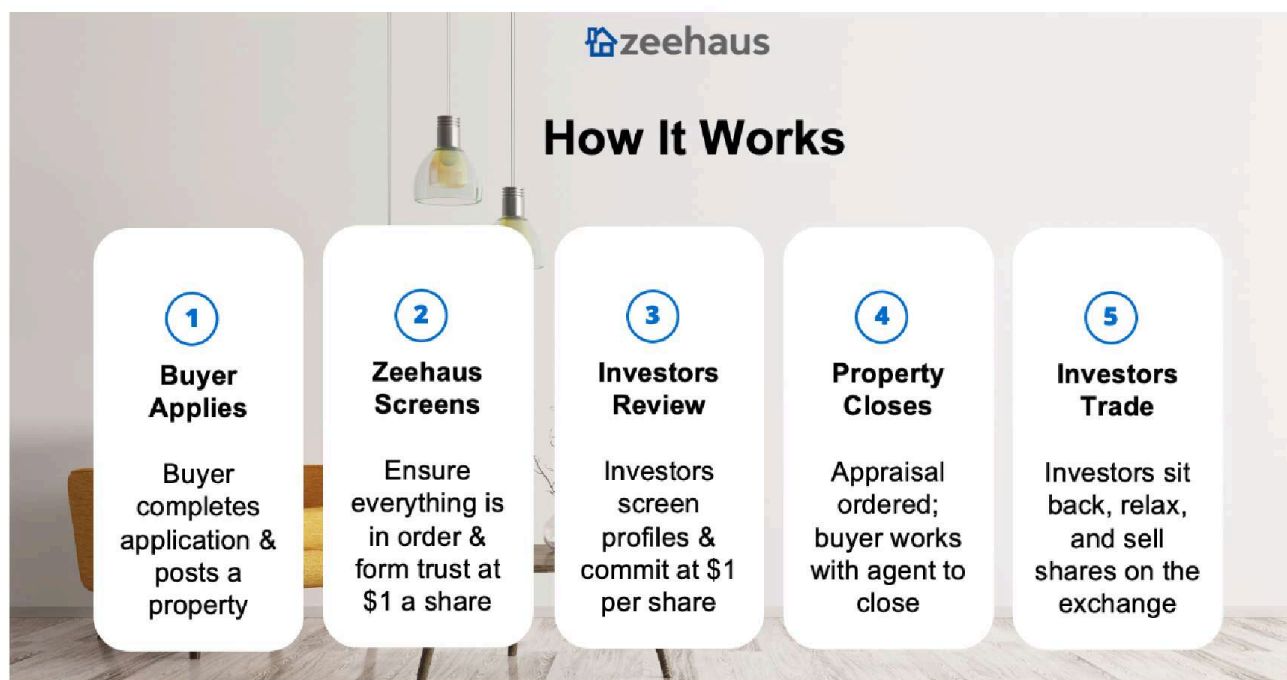 zeehaus
How It Works
1
Buyer
Applies
Buyer
completes
application &
posts a
property
2
Zeehaus
Screens
Ensure
everything is
in order &
form trust at
$1 a share
3
Investors
Review
Investors
screen
profiles &
commit at $1
per share
4
Property
Closes
Appraisal
ordered;
buyer works
with agent to
close
5
Investors
Trade
Investors sit
back, relax,
and sell
shares on the
exchange